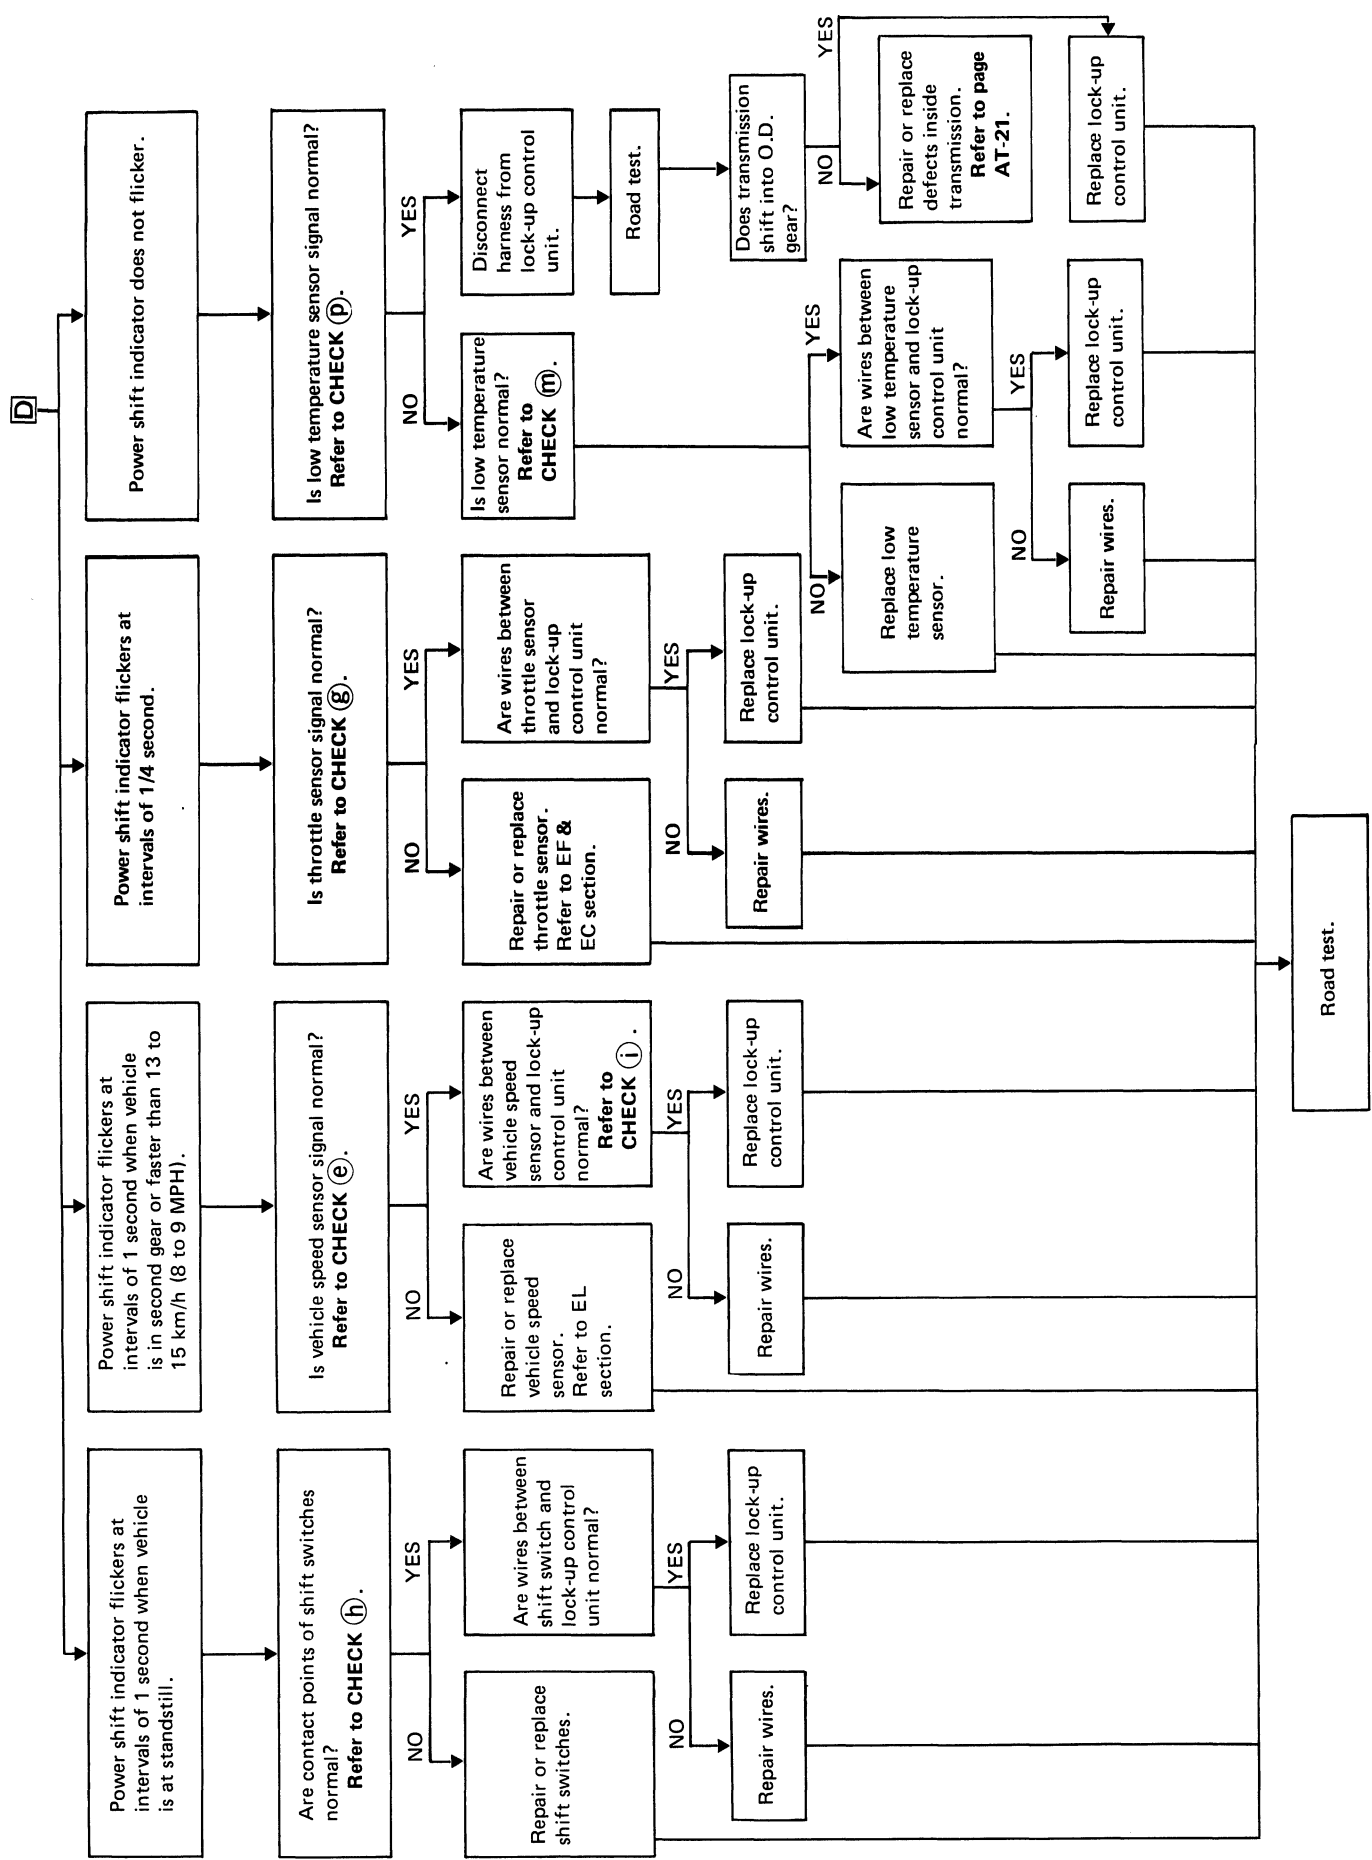 D
Power shift indicator flickers at
intervals of 1 second when vehicle
is at standstill.
Power shift indicator flickers at
intervals of 1 second when vehicle
is in second gear or faster than 13 to
15 km/h (8 to 9 MPH).
Power shift indicator flickers at
intervals of 1/4 second.
Power shift indicator does not flicker.
Are contact points of shift switches
normal?
Refer to CHECK (h).
Is vehicle speed sensor signal normal?
Refer to CHECK (e).
Is throttle sensor signal normal?
Refer to CHECK (g).
Is low temperature sensor signal normal?
Refer to CHECK (p).
NO
YES
NO
YES
NO
YES
NO
YES
Repair or replace
shift switches.
Are wires between
shift switch and
lock-up control
unit normal?
Repair or replace
vehicle speed
sensor.
Refer to EL
section.
Are wires between
vehicle speed
sensor and lock-up
control unit
normal?
Refer to
CHECK (i).
Repair or replace
throttle sensor.
Refer to EF &
EC section.
Are wires between
throttle sensor
and lock-up
control unit
normal?
Is low temperature
sensor normal?
Refer to
CHECK (m).
Disconnect
harness from
lock-up control
unit.
Road test.
NO
YES
NO
YES
NO
YES
Repair wires.
Replace lock-up
control unit.
Repair wires.
Replace lock-up
control unit.
Repair wires.
Replace lock-up
control unit.
Does transmission
shift into O.D.
gear?
NO
YES
NO
YES
Replace low
temperature
sensor.
Are wires between
low temperature
sensor and lock-up
control unit
normal?
Repair or replace
defects inside
transmission.
Refer to page
AT-21.
NO
YES
Repair wires.
Replace lock-up
control unit.
Replace lock-up
control unit.
Road test.